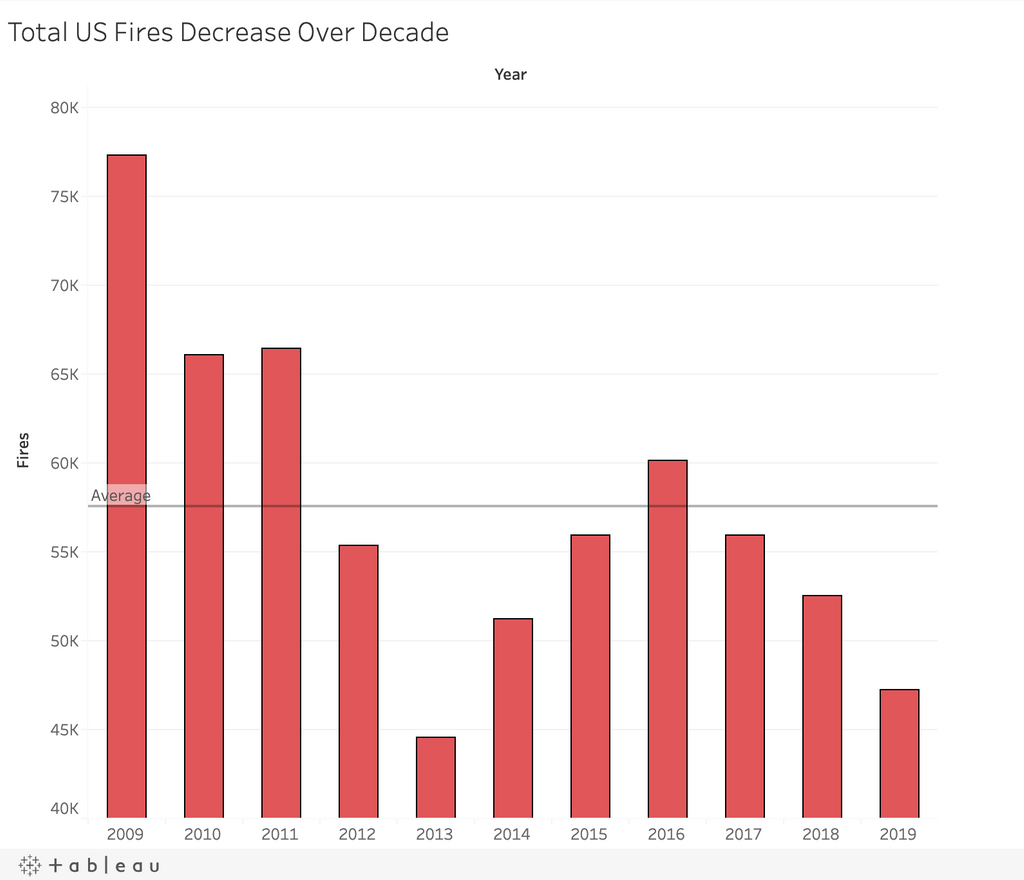 Total US Fires Decrease Over Decade
Year
80K
75K
70K
65K
60K
55K
50K
45K
40K
Fires
Average
2009 2010 2011 2012 2013 2014 2015 2016 2017 2018 2019
+ a b | e a u